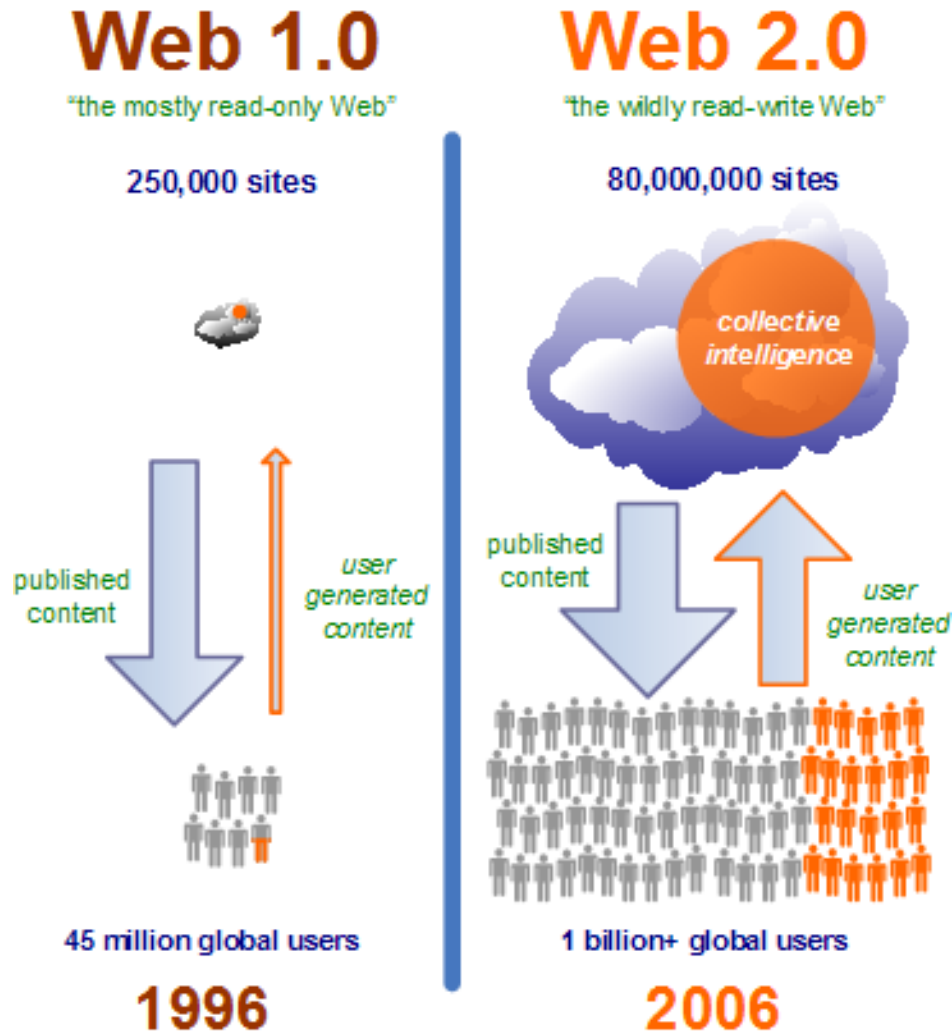 Web 1.0
"the mostly read-only Web"
250,000 sites
published
content
user
generated
content
45 million global users
1996
Web 2.0
"the wildly read-write Web"
80,000,000 sites
collective
intelligence
published
content
user
generated
content
1 billion+ global users
2006